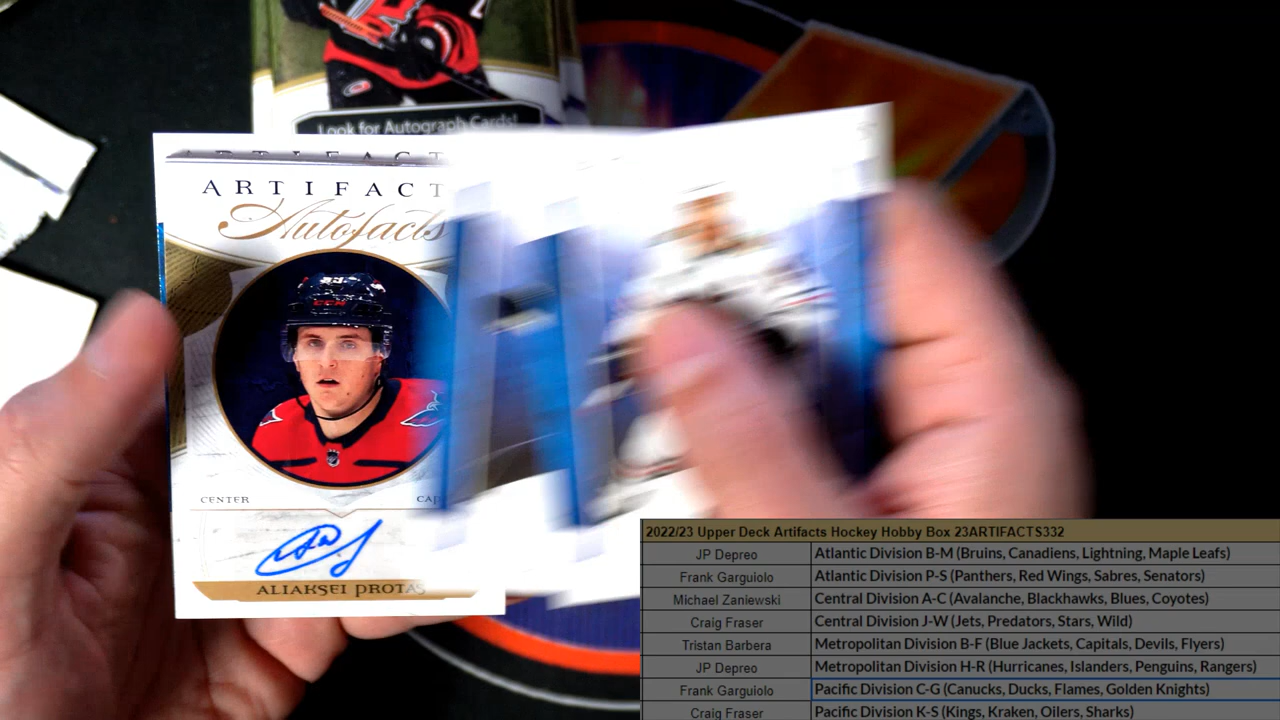 Look for Autograph Cards!
ARTIFACT
Autofacts
CCM
CENTER
CAP
ALIAKSEI PROTAS
2022/23 Upper Deck Artifacts Hockey Hobby Box 23ARTIFACTS332
JP Depreo Atlantic Division B-M (Bruins, Canadiens, Lightning, Maple Leafs)
Frank Garguiolo Atlantic Division P-S (Panthers, Red Wings, Sabres, Senators)
Michael Zaniewski Central Division A-C (Avalanche, Blackhawks, Blues, Coyotes)
Craig Fraser Central Division J-W (Jets, Predators, Stars, Wild)
Tristan Barbera Metropolitan Division B-F (Blue Jackets, Capitals, Devils, Flyers)
JP Depreo Metropolitan Division H-R (Hurricanes, Islanders, Penguins, Rangers)
Frank Garguiolo Pacific Division C-G (Canucks, Ducks, Flames, Golden Knights)
Craig Fraser Pacific Division K-S (Kings, Kraken, Oilers, Sharks)